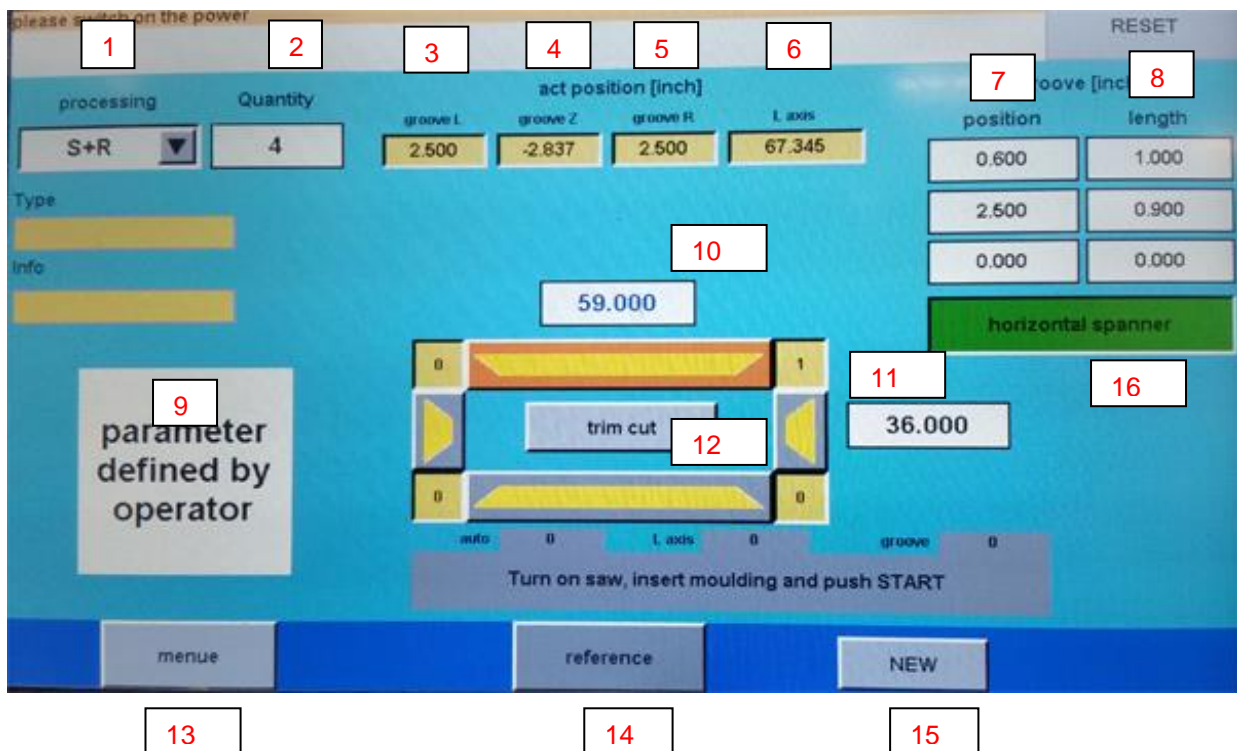 please switch on the power
RESET
1
2
3
4
5
6
7
8
act position [inch]
groove [inch]
processing
Quantity
groove L
groove Z
groove R
L axis
position
length
S+R
4
2.500
-2.837
2.500
67.345
0.600
1.000
2.500
0.900
0.000
0.000
Type
Info
10
59.000
horizontal spanner
16
0
1
11
36.000
9
parameter
defined by
operator
trim cut
12
0
0
auto
0
L axis
0
groove
0
Turn on saw, insert moulding and push START
menue
reference
NEW
13
14
15